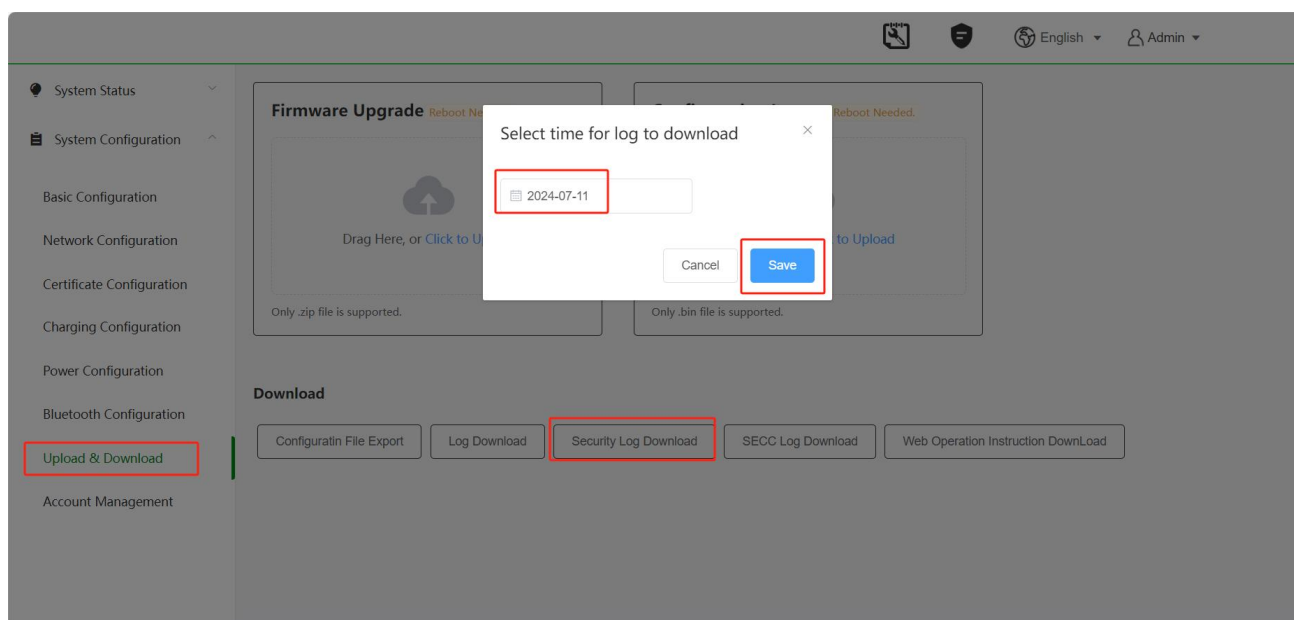 English
Admin
System Status
System Configuration
Basic Configuration
Network Configuration
Certificate Configuration
Charging Configuration
Power Configuration
Bluetooth Configuration
Upload & Download
Account Management
Firmware Upgrade Reboot Ne
Drag Here, or Click to U
Only .zip file is supported.
Reboot Needed.
to Upload
Only .bin file is supported.
Select time for log to download
2024-07-11
Cancel
Save
Download
Configuratin File Export
Log Download
Security Log Download
SECC Log Download
Web Operation Instruction DownLoad